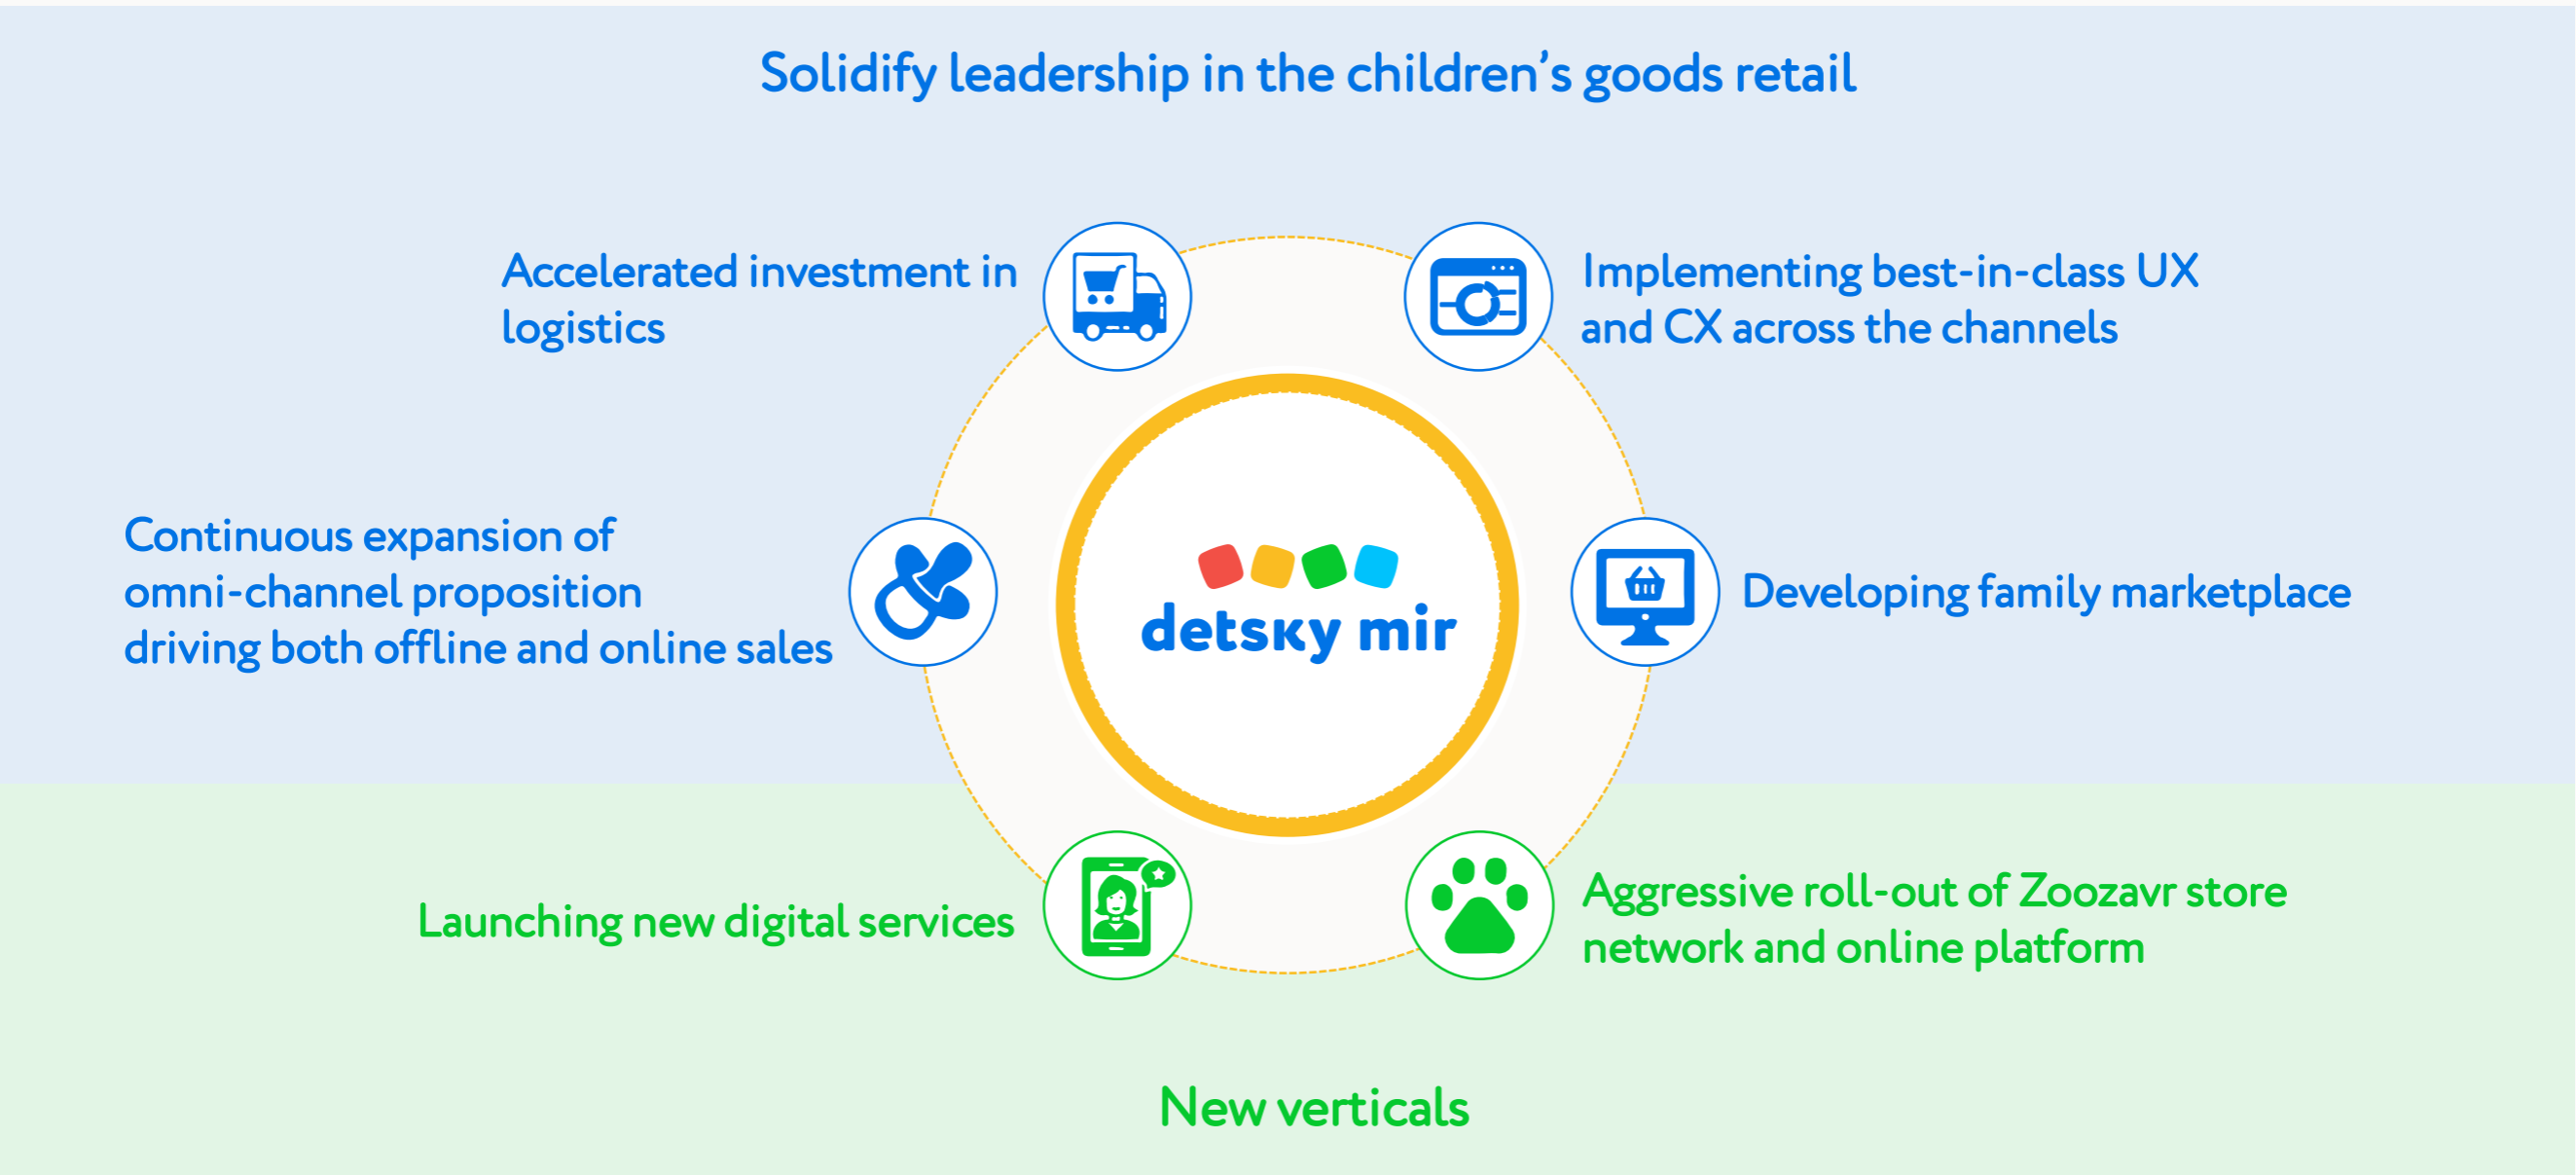 Solidify leadership in the children’s goods retail
Accelerated investment in
logistics
Implementing best-in-class UX
and CX across the channels
Continuous expansion of
omni-channel proposition
driving both offline and online sales
detsky mir
Developing family marketplace
Launching new digital services
Aggressive roll-out of Zoozavr store
network and online platform
New verticals